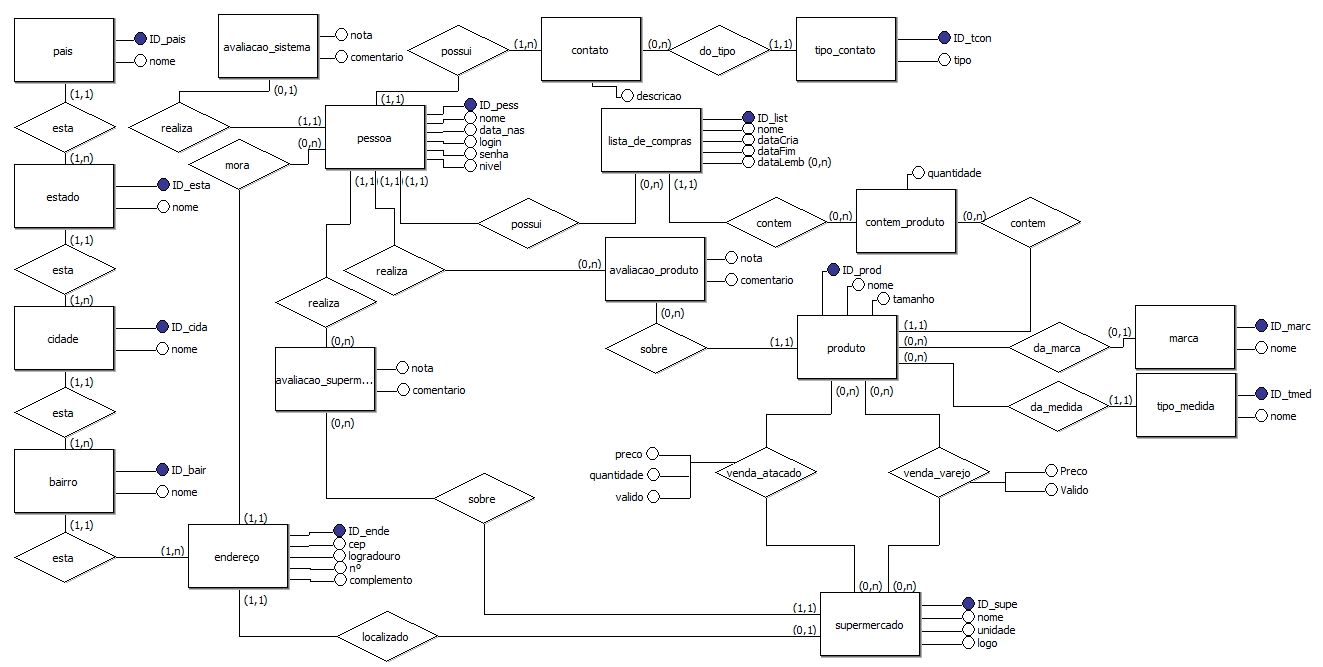 pais
ID_pais
nome
(1,1)
esta
(1,n)
estado
ID_esta
nome
(1,1)
esta
(1,n)
cidade
ID_cida
nome
(1,1)
esta
(1,n)
bairro
ID_bair
nome
(1,1)
esta
(1,n)
avaliacao_sistema
nota
comentario
(0,1)
realiza
(1,1)
possui
(1,n)
(1,1)
contato
descricao
(0,n)
do_tipo
(1,1)
tipo_contato
ID_tcon
tipo
pessoa
ID_pess
nome
data_nas
login
senha
nivel
(0,n)
mora
(1,1)
(1,1)
(1,1)
(1,1)
lista_de_compras
ID_list
nome
dataCria
dataFim
dataLemb (0,n)
(0,n)
(1,1)
possui
contem
(0,n)
contem_produto
quantidade
(0,n)
contem
realiza
(0,n)
avaliacao_produto
nota
comentario
(0,n)
sobre
(1,1)
realiza
(0,n)
avaliacao_superm...
nota
comentario
(0,n)
sobre
(1,1)
produto
ID_prod
nome
tamanho
(1,1)
(0,n)
(0,n)
da_marca
(0,1)
marca
ID_marc
nome
da_medida
(1,1)
tipo_medida
ID_tmed
nome
(0,n)
(0,n)
preco
quantidade
valido
venda_atacado
venda_varejo
Preco
Valido
(0,n)
(0,n)
endereço
ID_ende
cep
logradouro
nº
complemento
(1,1)
localizado
(0,1)
supermercado
ID_supe
nome
unidade
logo